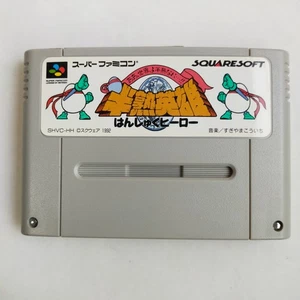 スーパーファミコン
SQUARESOFT
半熟英雄
はんじゅくヒーロー
SHVC-HH ©スクウェア 1992
音楽/すぎやまこういち